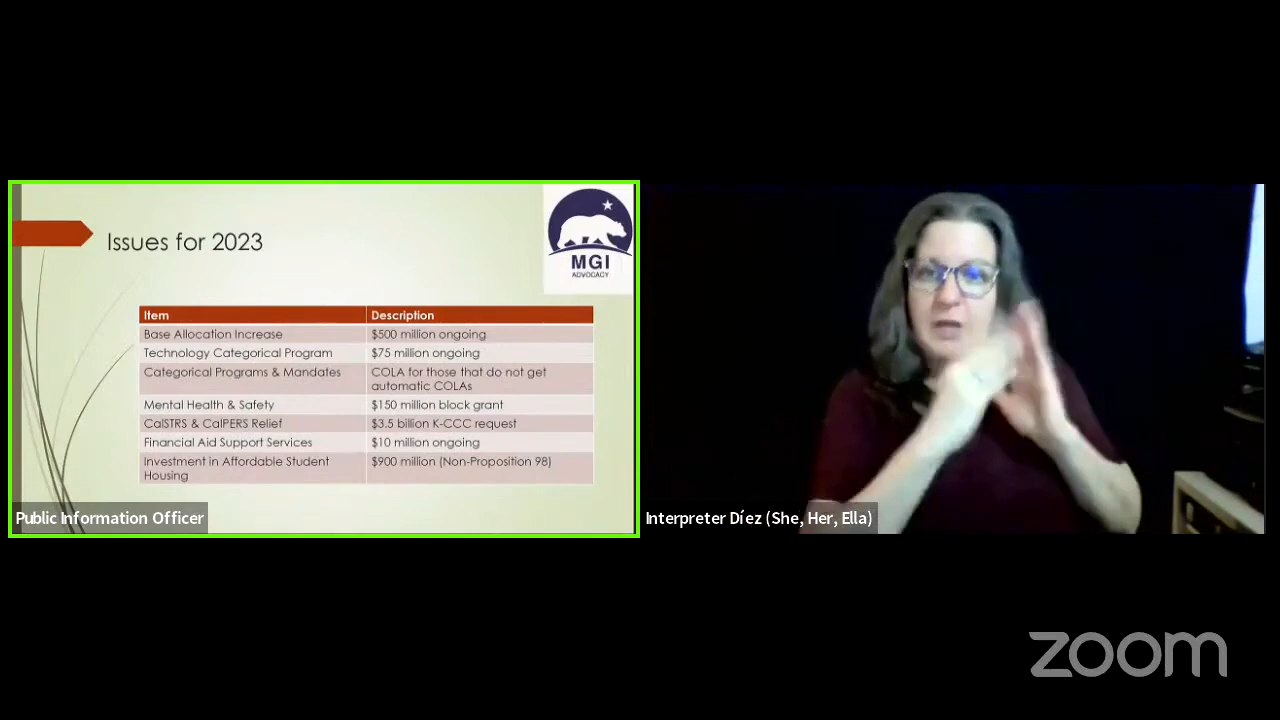 Issues for 2023
MGI
ADVOCACY
Item Description
Base Allocation Increase $500 million ongoing
Technology Categorical Program $75 million ongoing
Categorical Programs & Mandates COLA for those that do not get
automatic COLAs
Mental Health & Safety $150 million block grant
CalSTRS & CalPERS Relief $3.5 billion K-CCC request
Financial Aid Support Services $10 million ongoing
Investment in Affordable Student $900 million (Non-Proposition 98)
Housing
Public Information Officer
Interpreter Díez (She, Her, Ella)
zoom